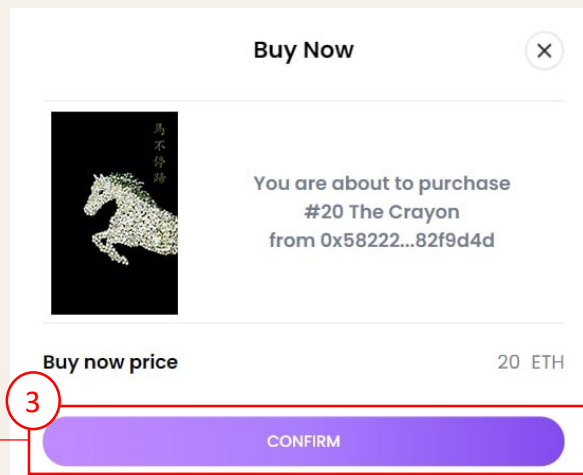 Buy Now
馬不停蹄
You are about to purchase
#20 The Crayon
from 0x58222...82f9d4d
Buy now price
20 ETH
3
CONFIRM